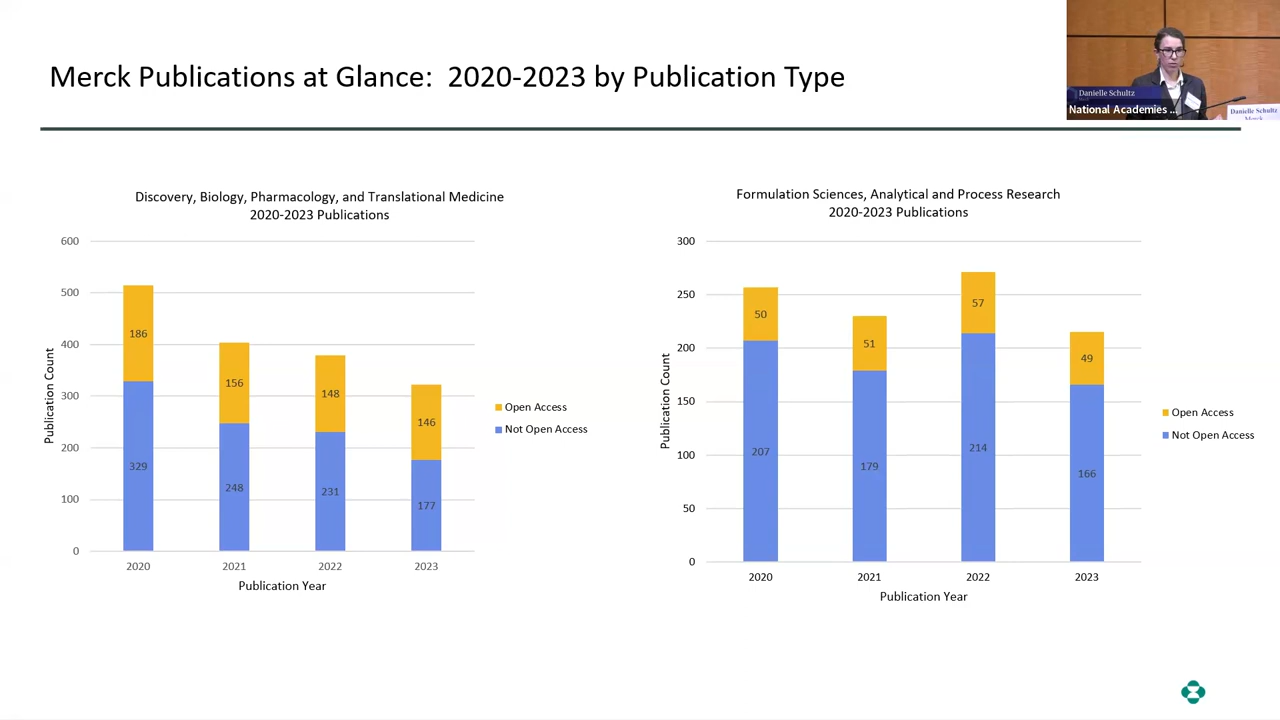 Merck Publications at Glance:  2020-2023 by Publication Type
Danielle Schultz
National Academies ...
Danielle Schultz
Merck
Discovery, Biology, Pharmacology, and Translational Medicine
2020-2023 Publications
600
500
400
300
200
100
0
Publication Count
186
156
148
146
329
248
231
177
2020
2021
2022
2023
Publication Year
Open Access
Not Open Access
Formulation Sciences, Analytical and Process Research
2020-2023 Publications
300
250
200
150
100
50
0
Publication Count
50
51
57
49
207
179
214
166
2020
2021
2022
2023
Publication Year
Open Access
Not Open Access